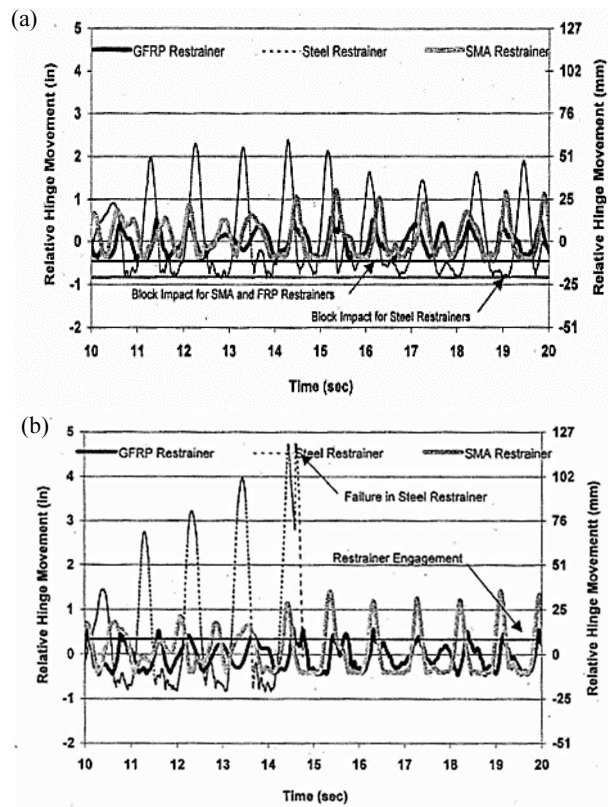 (a)
5
4
3
2
1
0
-1
-2
Relative Hinge Movement (in)
GFRP Restrainer
Steel Restrainer
SMA Restrainer
Block Impact for SMA and FRP Restrainers
Block Impact for Steel Restrainers
127
102
76
51
25
0
-25
-51
Relative Hinge Movement (mm)
10 11 12 13 14 15 16 17 18 19 20
Time (sec)
(b)
5
4
3
2
1
0
-1
-2
Relative Hinge Movementt (in)
GFRP Restrainer
Steel Restrainer
SMA Restrainer
Failure in Steel Restrainer
Restrainer Engagement
127
102
76
51
25
0
-25
-51
Relative Hinge Movement (mm)
10 11 12 13 14 15 16 17 18 19 20
Time (sec)